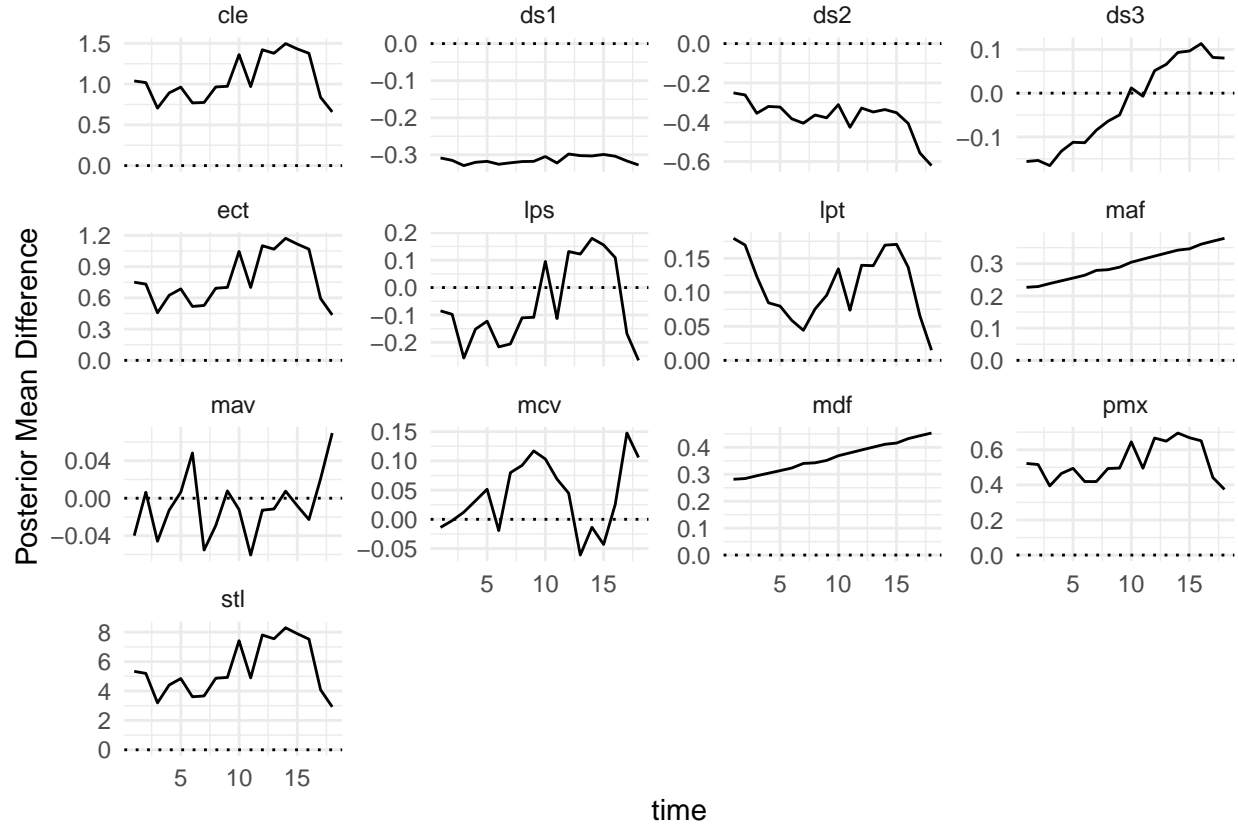 cle ds1 ds2 ds3
1.5 1.0 0.5 0.0
0.0 −0.1 −0.2 −0.3
0.0 −0.2 −0.4 −0.6
0.1 0.0 −0.1
ect lps lpt maf
1.2 0.9 0.6 0.3 0.0
0.2 0.1 0.0 −0.1 −0.2
0.15 0.10 0.05 0.00
0.3 0.2 0.1 0.0
mav mcv mdf pmx
0.04 0.00 −0.04
0.15 0.10 0.05 0.00 −0.05
0.4 0.3 0.2 0.1 0.0
0.6 0.4 0.2 0.0
5 10 15 5 10 15 5 10 15
stl
8 6 4 2 0
5 10 15
Posterior Mean Difference
time